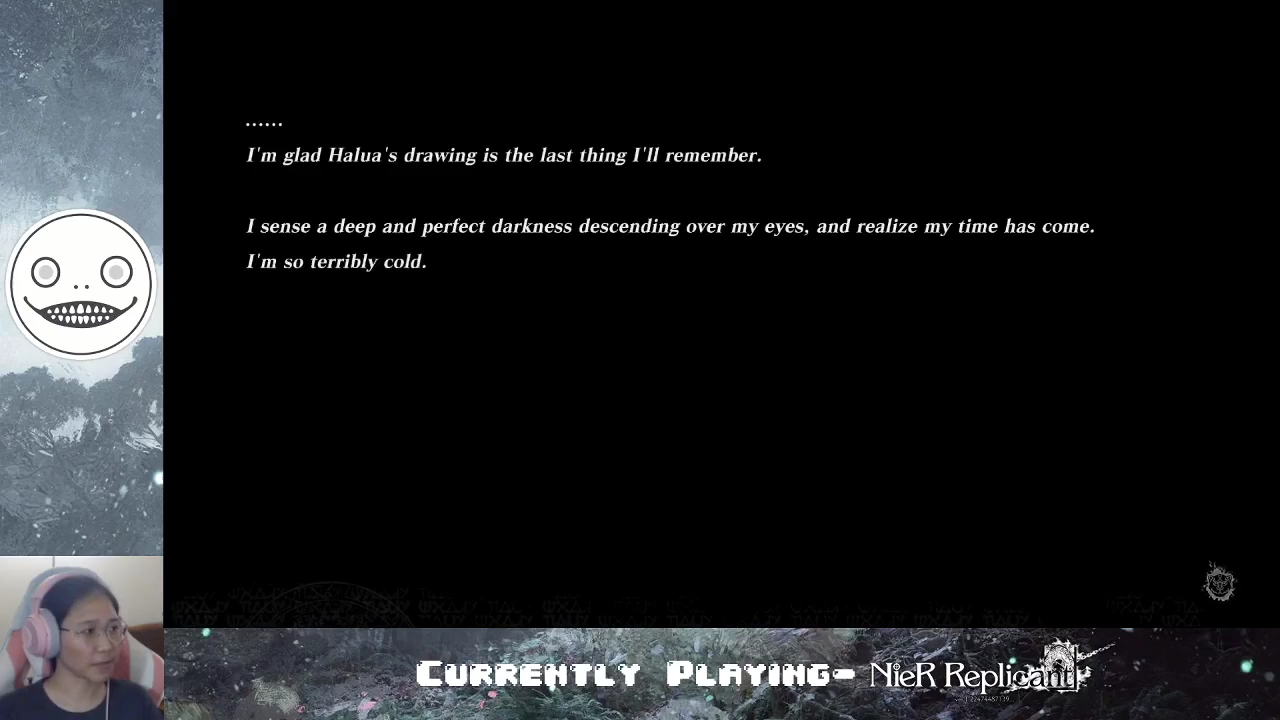 ......
I'm glad Halua's drawing is the last thing I'll remember.
I sense a deep and perfect darkness descending over my eyes, and realize my time has come.
I'm so terribly cold.
Currently Playing- NieR Replicant